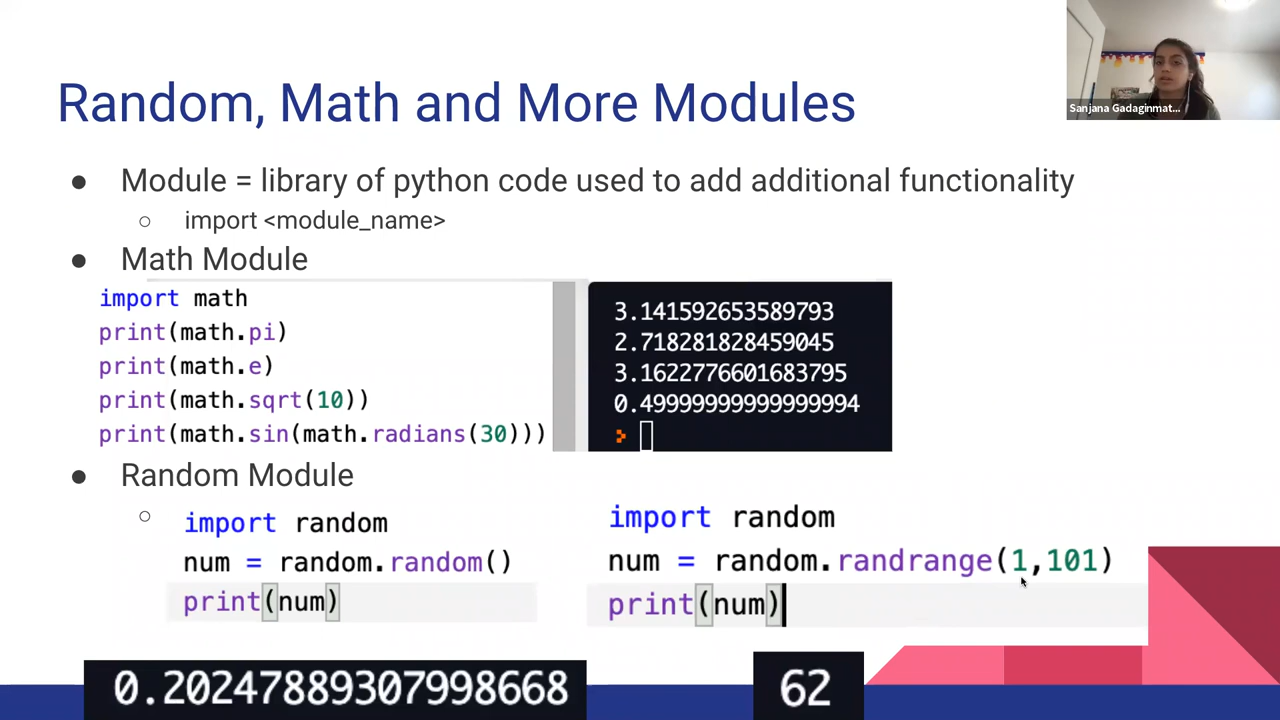 Sanjana Gadaginmat...
Random, Math and More Modules
● Module = library of python code used to add additional functionality
○ import <module_name>
● Math Module
import math
print(math.pi)
print(math.e)
print(math.sqrt(10))
print(math.sin(math.radians(30)))
3.141592653589793
2.718281828459045
3.1622776601683795
0.49999999999999994
● Random Module
○ import random
num = random.random()
print(num)
import random
num = random.randrange(1,101)
print(num)
0.20247889307998668
62